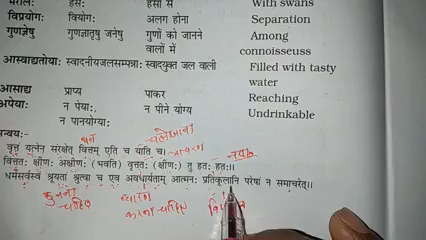 मरालैः हंसैः हंसों से With swans
विप्रयोगः वियोगः अलग होना Separation
गुणज्ञेषु गुणज्ञातृषु जनेषु गुणों को जानने Among
वालों में connoisseuss
आस्वाद्यतोयाः स्वादनीयजलसम्पन्नाः स्वादयुक्त जल वाली Filled with tasty
water
आसाद्य प्राप्य पाकर Reaching
अपेयाः न पेयाः, न पीने योग्य Undrinkable
न पानयोग्याः
वृत्तं यत्नेन संरक्षेत् वित्तम् एति च याति च।
वित्ततः क्षीणः अक्षीणः (भवति) वृत्ततः (क्षीणः) तु हतः हतः॥
धर्मसर्वस्वं श्रूयतां श्रुत्वा च एव अवधार्यताम् आत्मनः प्रतिकूलानि परेषां न समाचरेत्॥